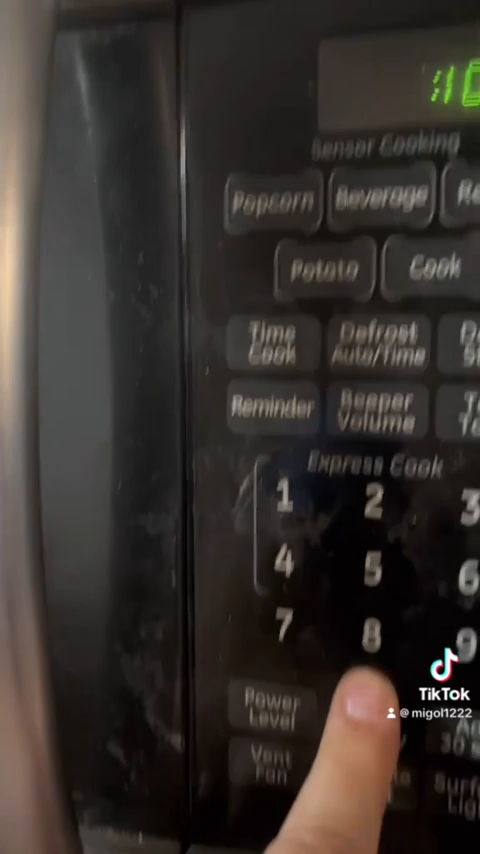 Sensor Cooking
Popcorn Beverage
Potato Cook
Time Cook
Defrost Auto/Time
Reminder
Beeper Volume
Express Cook
1 2 3
4 5 6
7 8 9
TikTok
@migol1222
Power Level
Vent Fan
30